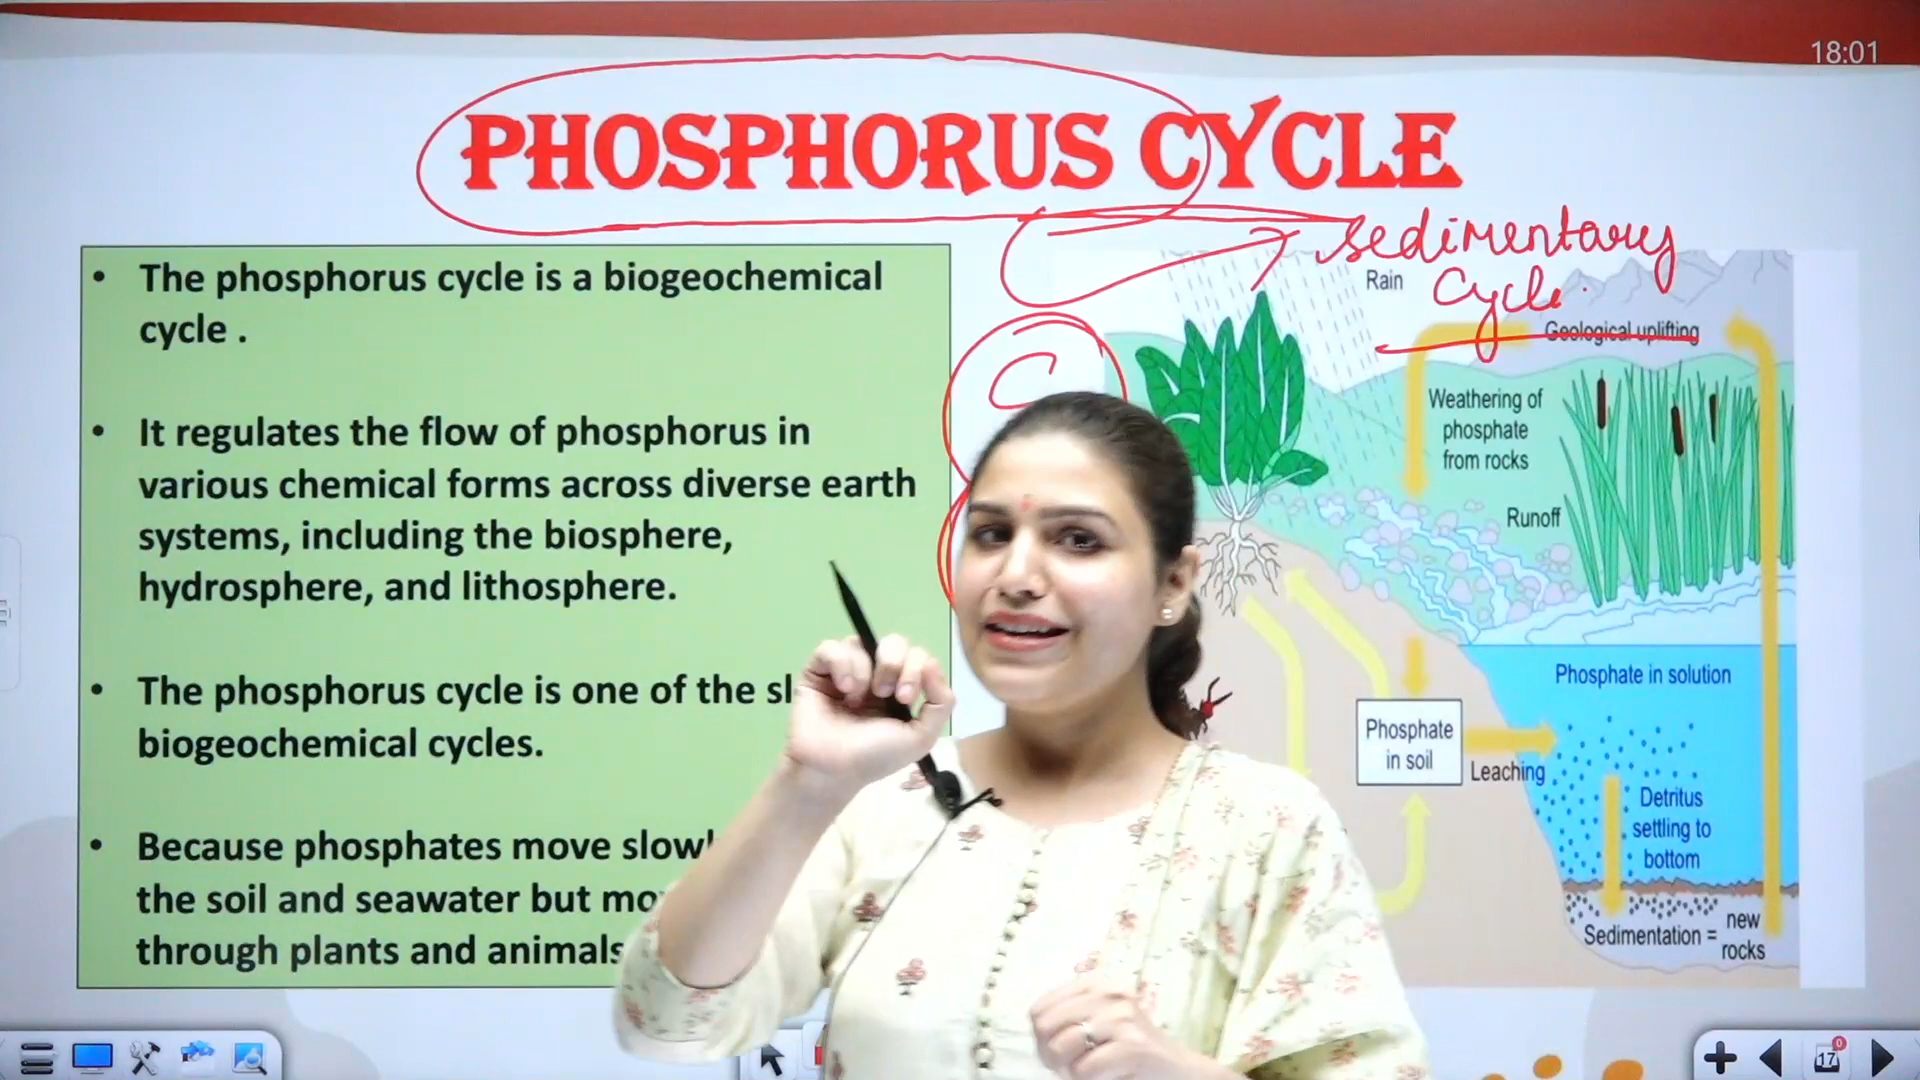 18:01
PHOSPHORUS CYCLE
sedimentary
cycle.
• The phosphorus cycle is a biogeochemical
cycle .
• It regulates the flow of phosphorus in
various chemical forms across diverse earth
systems, including the biosphere,
hydrosphere, and lithosphere.
• The phosphorus cycle is one of the
biogeochemical cycles.
• Because phosphates move
the soil and seawater but
through plants and animals
Rain
Geological uplifting
Weathering of
phosphate
from rocks
Runoff
Phosphate in solution
Phosphate
in soil
Leaching
Detritus
settling to
bottom
Sedimentation = new
rocks
17
0